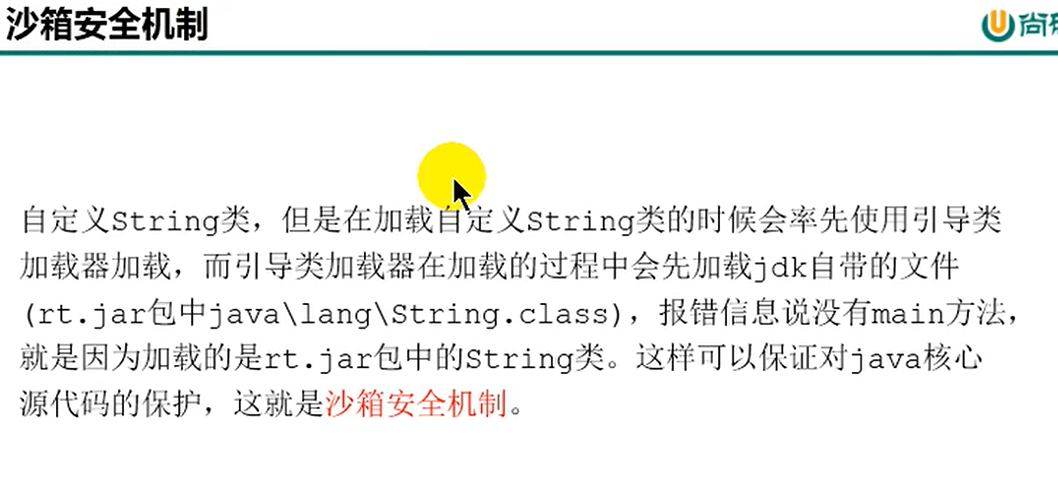 沙箱安全机制
尚
自定义String类，但是在加载自定义String类的时候会率先使用引导类
加载器加载，而引导类加载器在加载的过程中会先加载jdk自带的文件
(rt.jar包中java\lang\String.class)，报错信息说没有main方法，
就是因为加载的是rt.jar包中的String类。这样可以保证对java核心
源代码的保护，这就是沙箱安全机制。